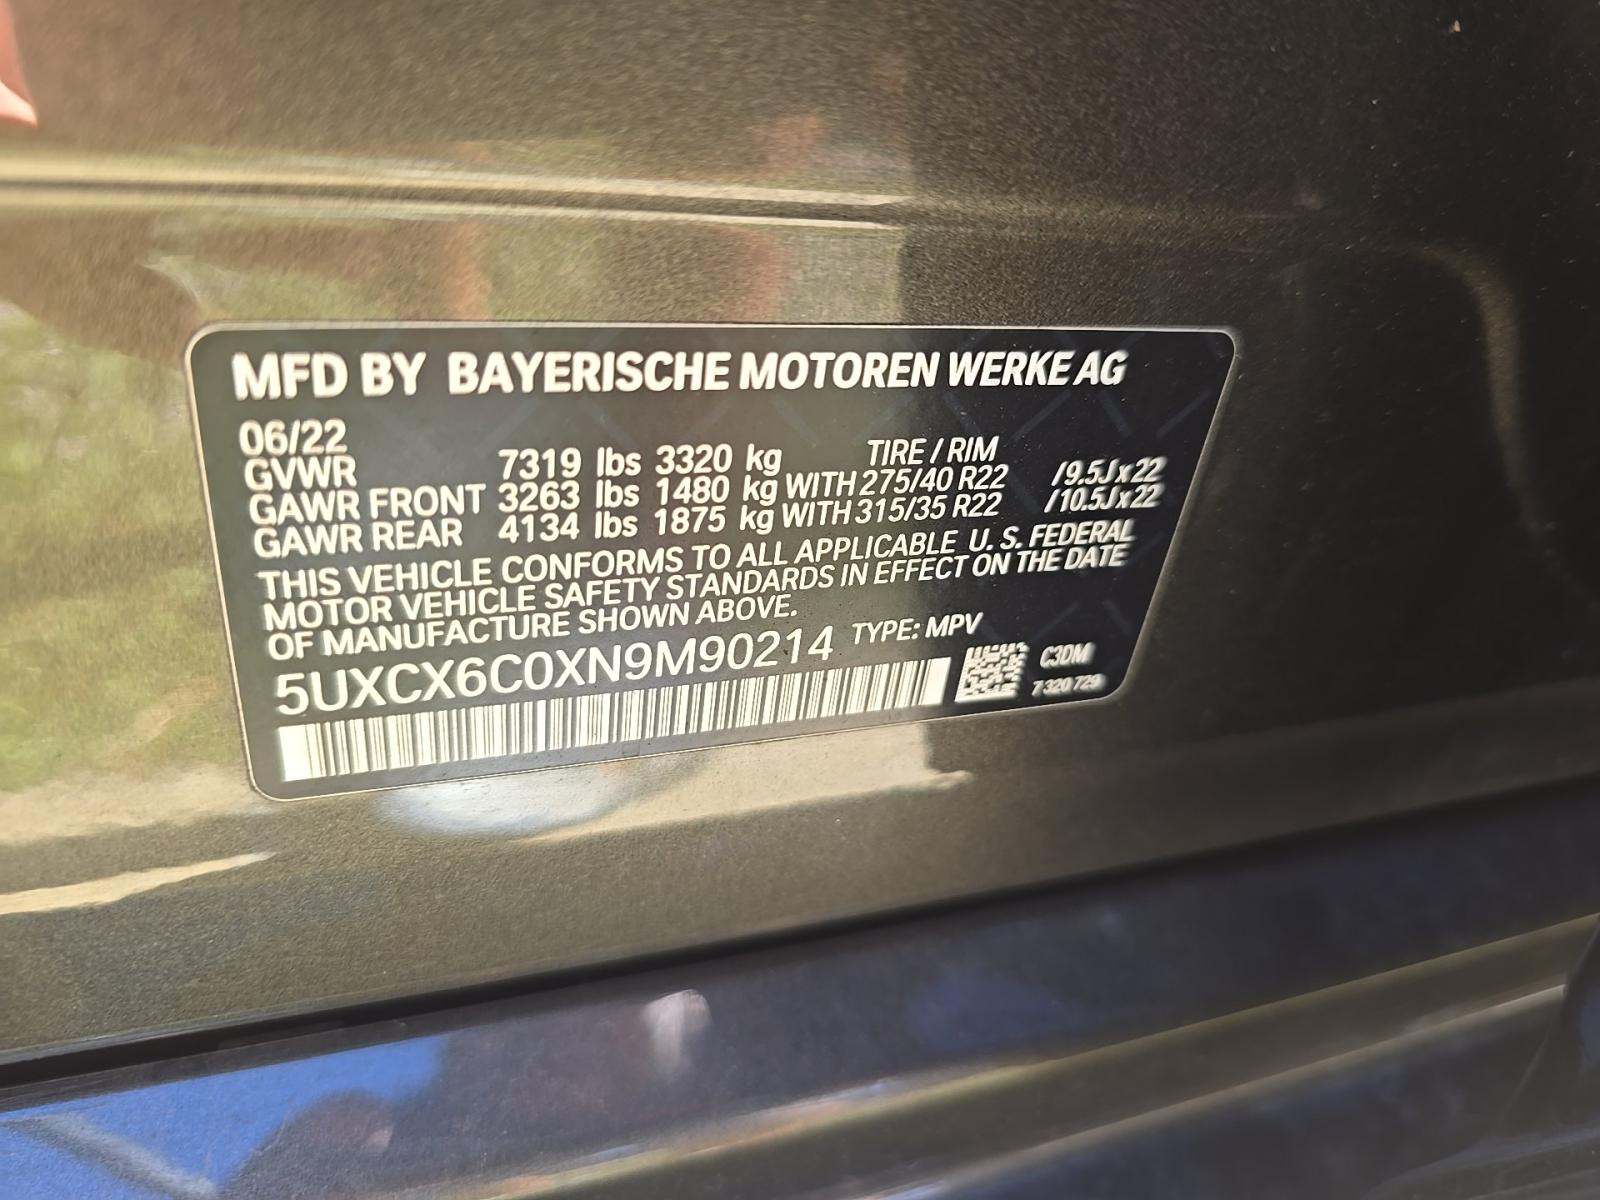 MFD BY BAYERISCHE MOTOREN WERKE AG
06/22
TIRE / RIM
GVWR 7319 lbs 3320 kg
GAWR FRONT 3263 lbs 1480 kg WITH 275/40 R22 /9.5Jx22
GAWR REAR 4134 lbs 1875 kg WITH 315/35 R22 /10.5Jx22
THIS VEHICLE CONFORMS TO ALL APPLICABLE U. S. FEDERAL
MOTOR VEHICLE SAFETY STANDARDS IN EFFECT ON THE DATE
OF MANUFACTURE SHOWN ABOVE.
5UXCX6C0XN9M90214 TYPE: MPV
C3DM
7 320 729